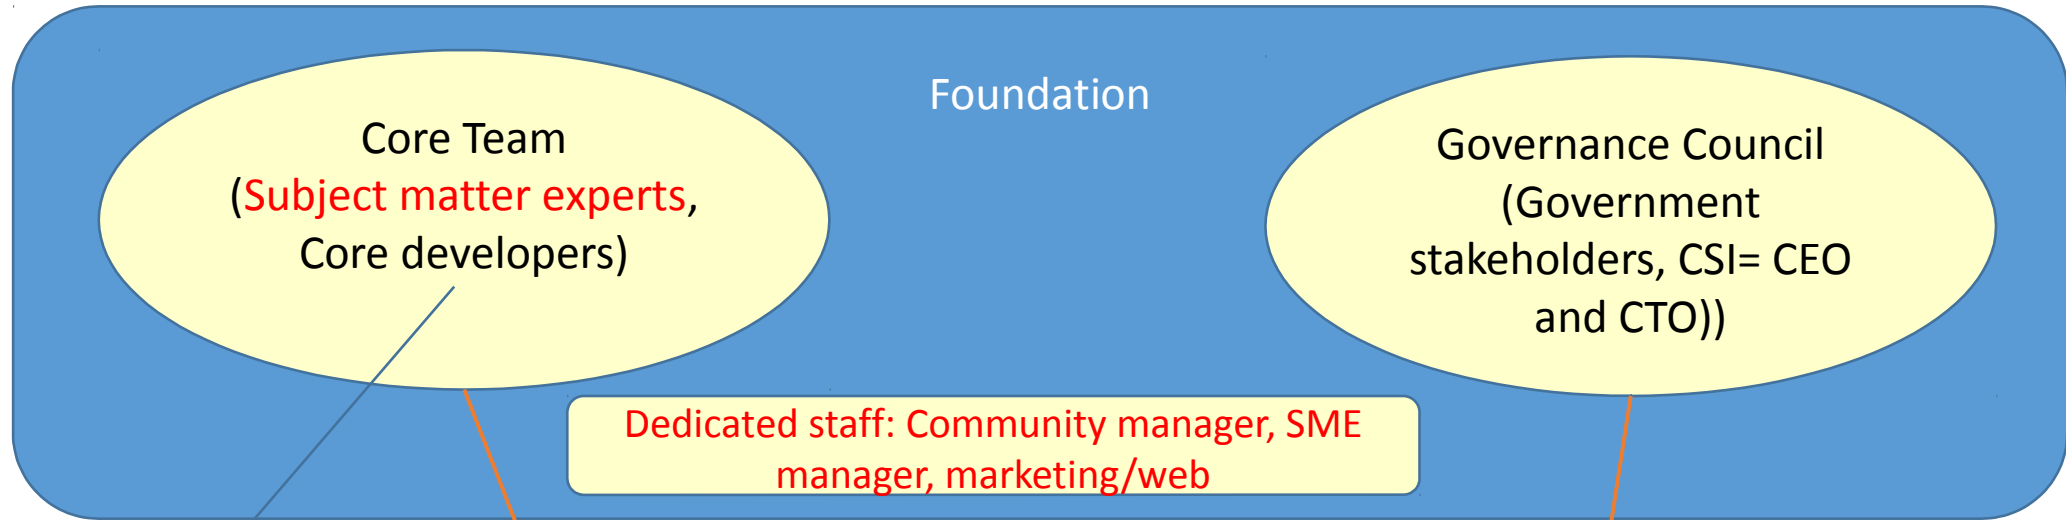 Foundation
Core Team
(Subject matter experts,
Core developers)
Governance Council
(Government
stakeholders, CSI= CEO
and CTO))
Dedicated staff: Community manager, SME
manager, marketing/web